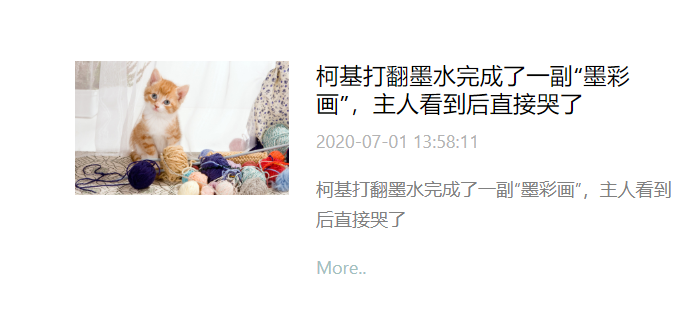 柯基打翻墨水完成了一副“墨彩
画”，主人看到后直接哭了
2020-07-01 13:58:11
柯基打翻墨水完成了一副“墨彩画”，主人看到
后直接哭了
More..